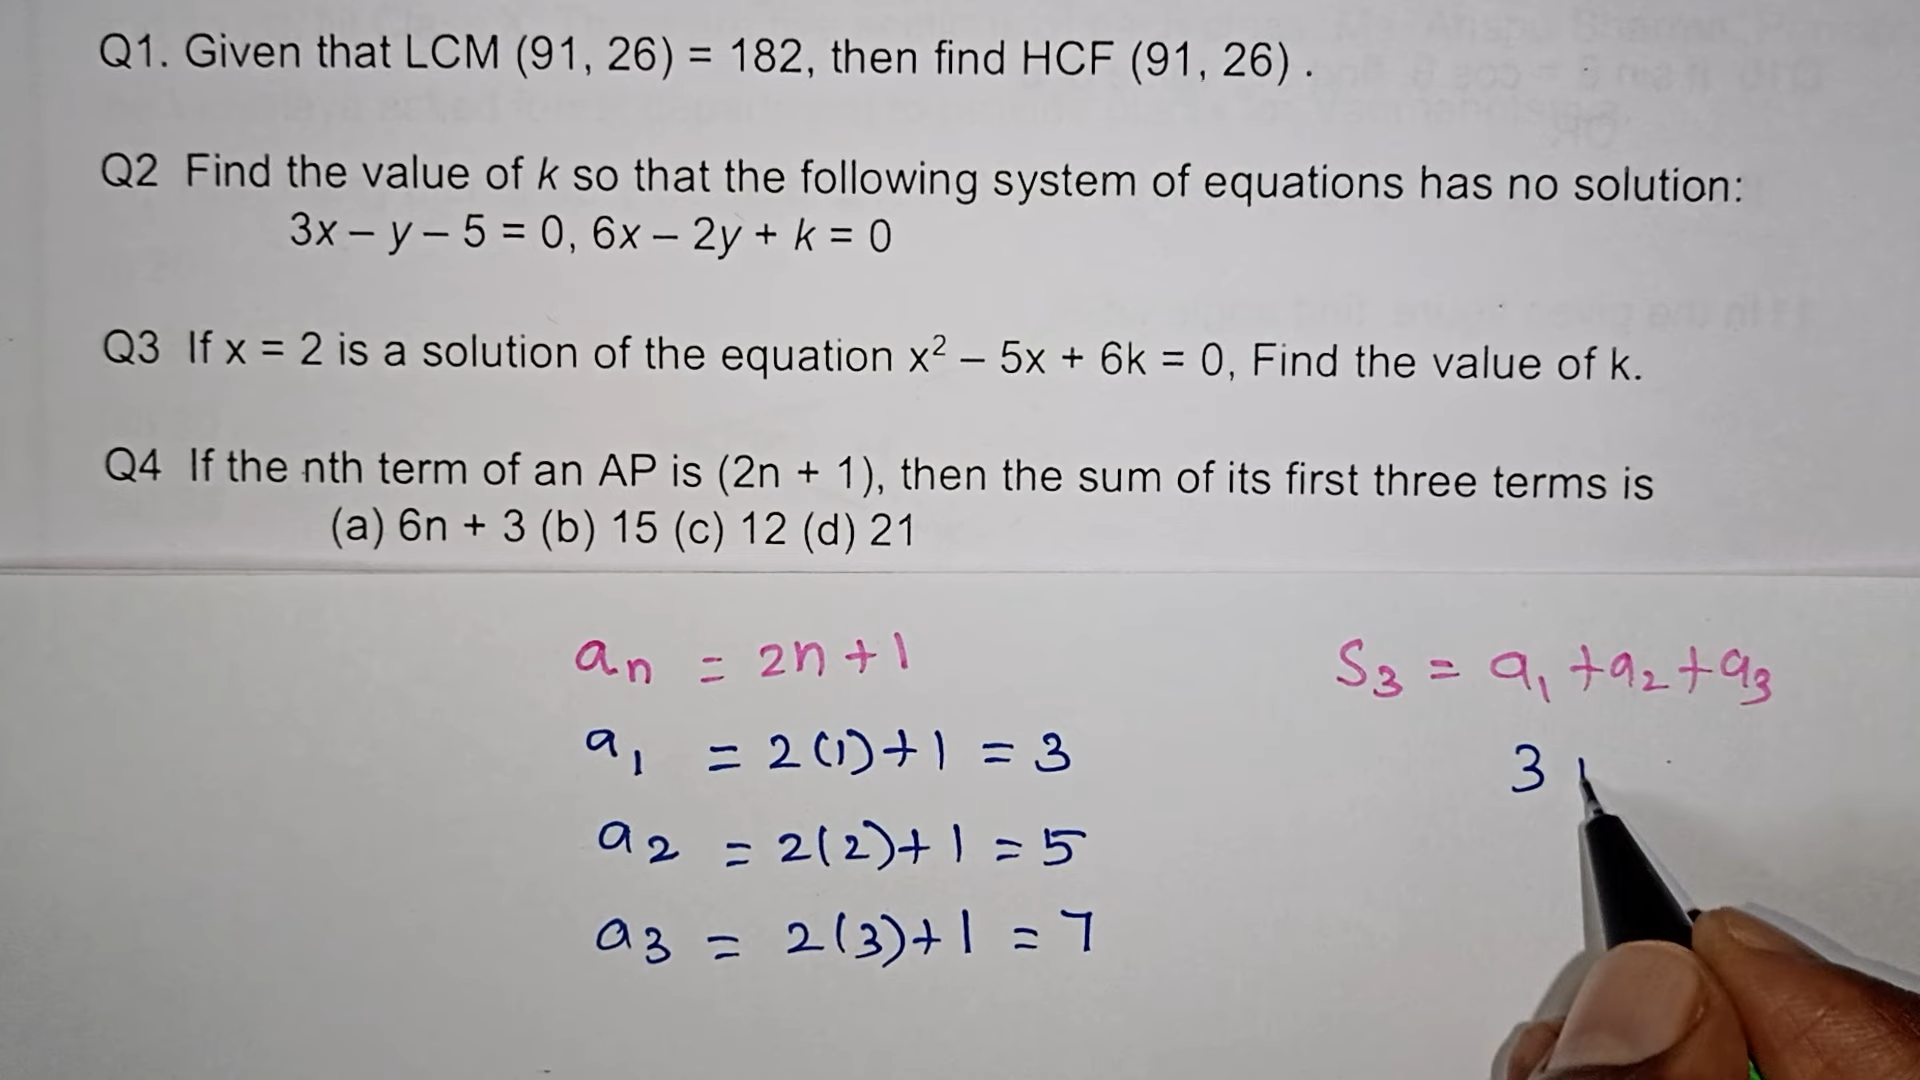 Q1. Given that LCM (91, 26) = 182, then find HCF (91, 26) .
Q2 Find the value of k so that the following system of equations has no solution:
3x – y – 5 = 0, 6x – 2y + k = 0
Q3 If x = 2 is a solution of the equation x² – 5x + 6k = 0, Find the value of k.
Q4 If the nth term of an AP is (2n + 1), then the sum of its first three terms is
(a) 6n + 3 (b) 15 (c) 12 (d) 21
aₙ = 2n+1
S₃ = a₁ +a₂+a₃
a₁ = 2(1)+1 = 3
3
a₂ = 2(2)+1 = 5
a₃ = 2(3)+1 = 7